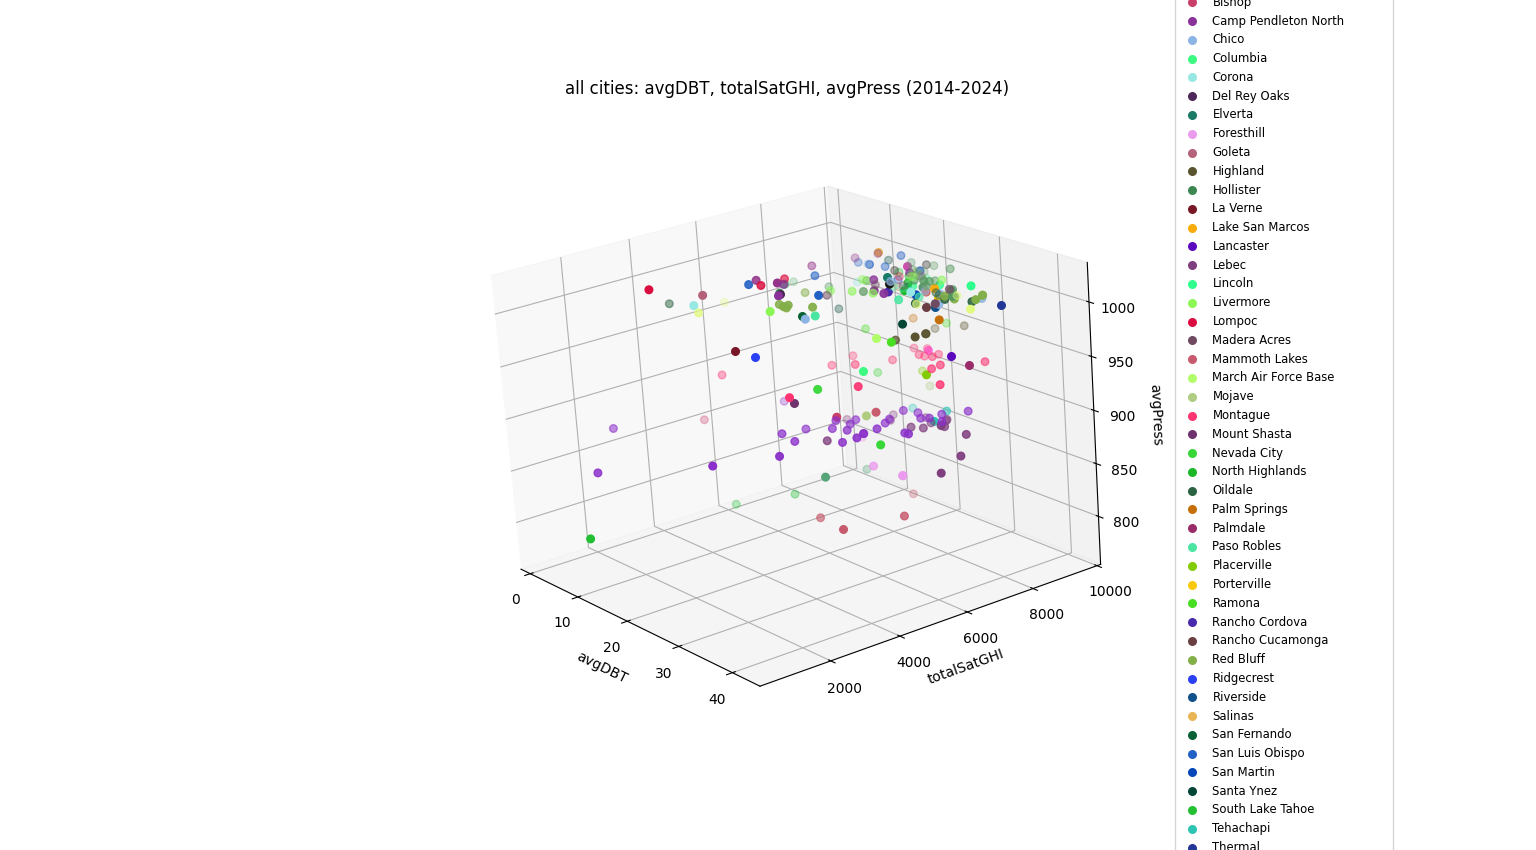 Bishop
Camp Pendleton North
Chico
Columbia
Corona
Del Rey Oaks
Elverta
Foresthill
Goleta
Highland
Hollister
La Verne
Lake San Marcos
Lancaster
Lebec
Lincoln
Livermore
Lompoc
Madera Acres
Mammoth Lakes
March Air Force Base
Mojave
Montague
Mount Shasta
Nevada City
North Highlands
Oildale
Palm Springs
Palmdale
Paso Robles
Placerville
Porterville
Ramona
Rancho Cordova
Rancho Cucamonga
Red Bluff
Ridgecrest
Riverside
Salinas
San Fernando
San Luis Obispo
San Martin
Santa Ynez
South Lake Tahoe
Tehachapi
Thermal
all cities: avgDBT, totalSatGHI, avgPress (2014-2024)
1000
950
900
850
800
avgPress
0
10
20
30
40
avgDBT
2000
4000
6000
8000
10000
totalSatGHI